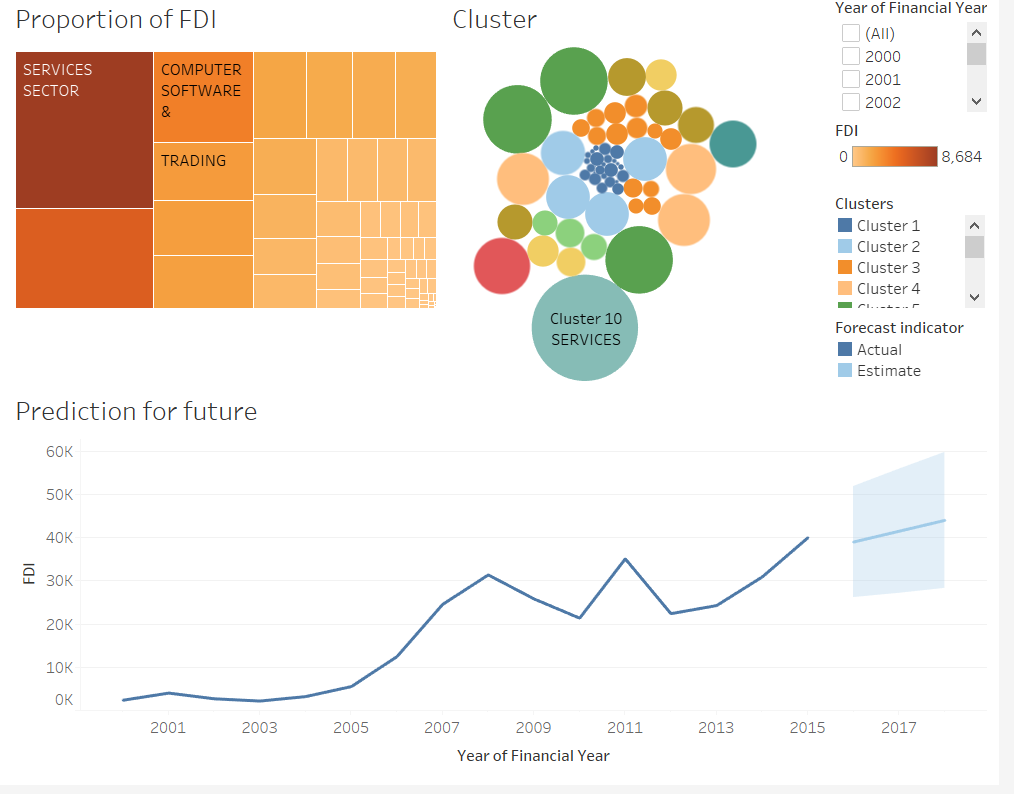 Proportion of FDI
SERVICES
SECTOR
COMPUTER
SOFTWARE
&
TRADING
Cluster
Cluster 10
SERVICES
Year of Financial Year
(All)
2000
2001
2002
FDI
0
8,684
Clusters
Cluster 1
Cluster 2
Cluster 3
Cluster 4
Forecast indicator
Actual
Estimate
Prediction for future
60K
50K
40K
30K
20K
10K
0K
FDI
2001
2003
2005
2007
2009
2011
2013
2015
2017
Year of Financial Year